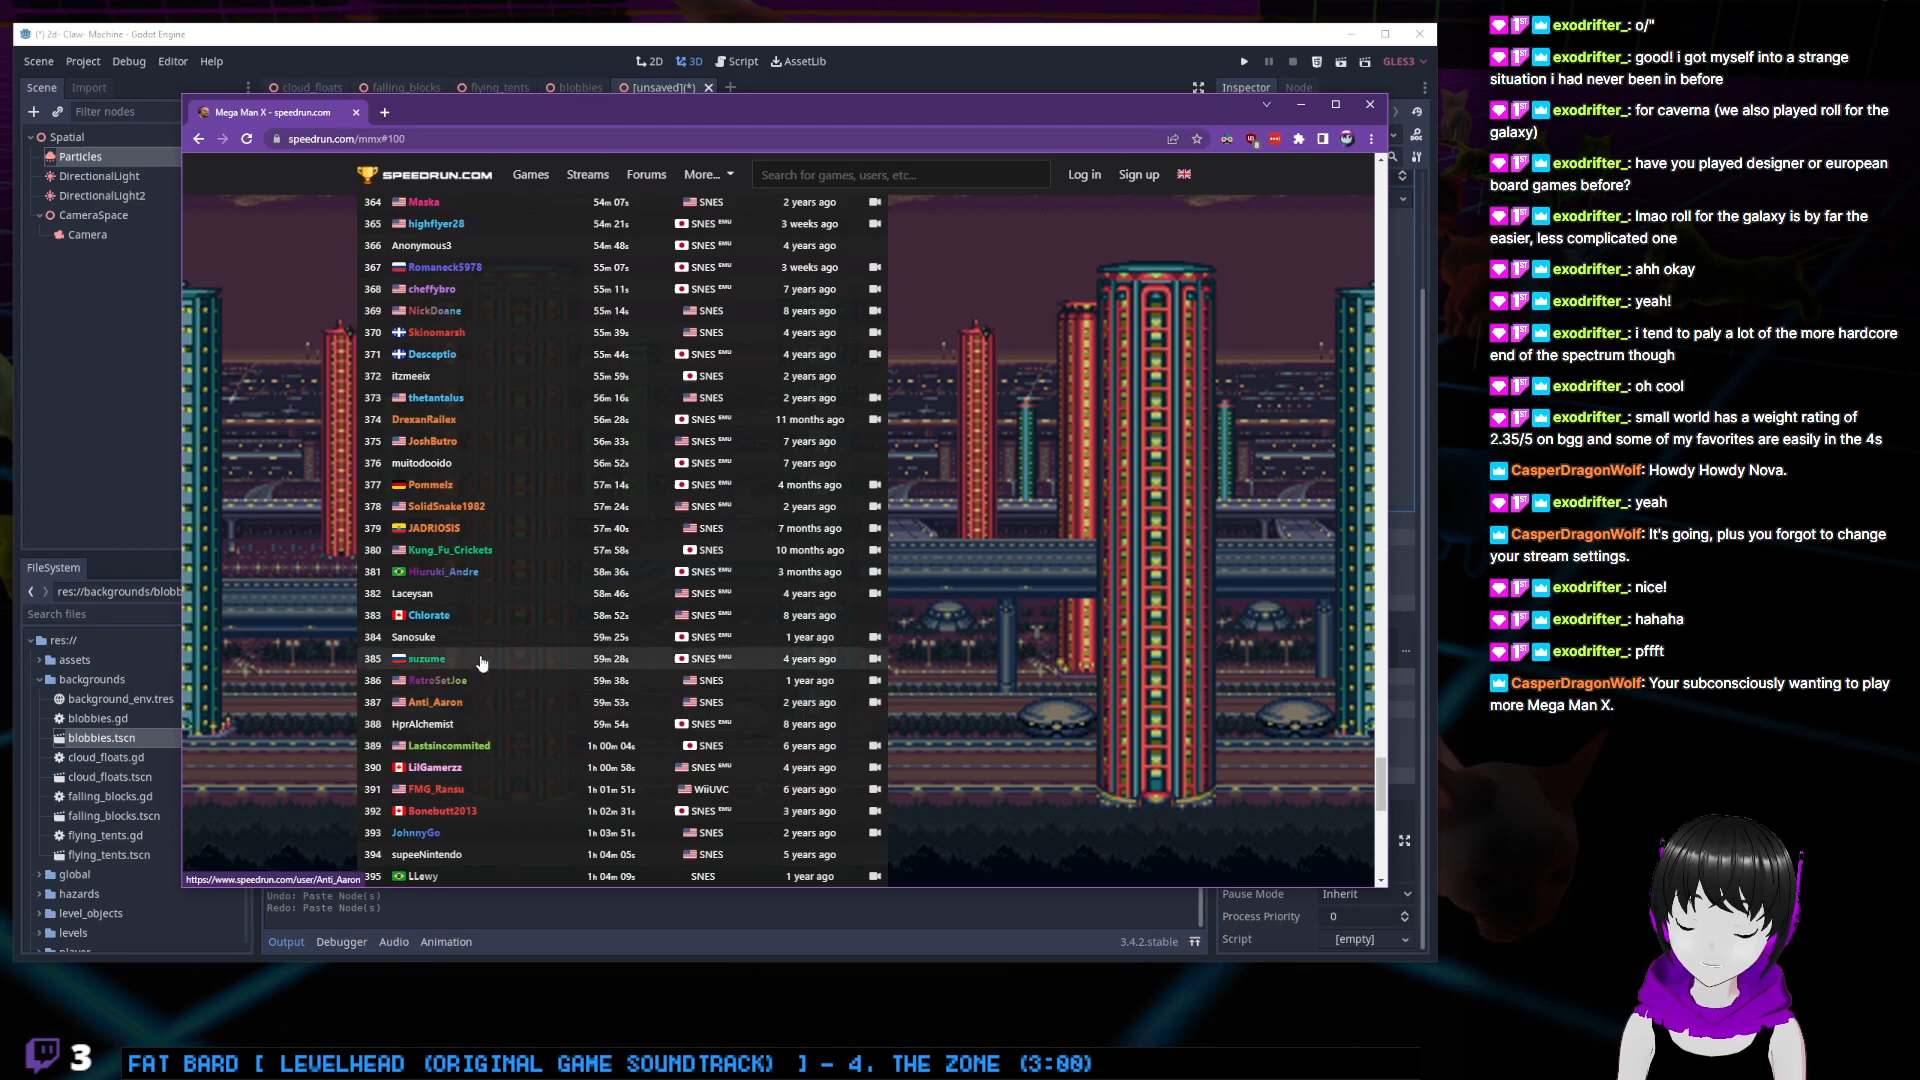 (*) 2d- Claw- Machine - Godot Engine
Scene Project Debug Editor Help
2D 3D Script AssetLib
GLES3
Scene Import
cloud_floats falling_blocks flying_tents blobbies [unsaved](*)
Inspector Node
Filter nodes
Spatial
Particles
DirectionalLight
DirectionalLight2
CameraSpace
Camera
FileSystem
res://backgrounds/blobb
Search files
res://
assets
backgrounds
background_env.tres
blobbies.gd
blobbies.tscn
cloud_floats.gd
cloud_floats.tscn
falling_blocks.gd
falling_blocks.tscn
flying_tents.gd
flying_tents.tscn
global
hazards
level_objects
levels
Mega Man X - speedrun.com
speedrun.com/mmx#100
SPEEDRUN.COM Games Streams Forums More... Search for games, users, etc... Log in Sign up
364 Maska 54m 07s SNES 2 years ago
365 highflyer28 54m 21s SNES EMU 3 weeks ago
366 Anonymous3 54m 48s SNES EMU 4 years ago
367 Romaneck5978 55m 07s SNES EMU 3 weeks ago
368 cheffybro 55m 11s SNES EMU 7 years ago
369 NickDoane 55m 14s SNES 8 years ago
370 Skinomarsh 55m 39s SNES 4 years ago
371 Desceptio 55m 44s SNES EMU 4 years ago
372 itzmeeix 55m 59s SNES 2 years ago
373 thetantalus 56m 16s SNES 2 years ago
374 DrexanRailex 56m 28s SNES EMU 11 months ago
375 JoshButro 56m 33s SNES EMU 7 years ago
376 muitodooido 56m 52s SNES EMU 7 years ago
377 Pommelz 57m 14s SNES EMU 4 months ago
378 SolidSnake1982 57m 24s SNES EMU 2 years ago
379 JADRIOSIS 57m 40s SNES 7 months ago
380 Kung_Fu_Crickets 57m 58s SNES 10 months ago
381 Hiuruki_Andre 58m 36s SNES EMU 3 months ago
382 Laceysan 58m 46s SNES EMU 4 years ago
383 Chlorate 58m 52s SNES EMU 8 years ago
384 Sanosuke 59m 25s SNES EMU 1 year ago
385 suzume 59m 28s SNES EMU 4 years ago
386 RetroSetJoe 59m 38s SNES 1 year ago
387 Anti_Aaron 59m 53s SNES 2 years ago
388 HprAlchemist 59m 54s SNES EMU 8 years ago
389 Lastsincommited 1h 00m 04s SNES 6 years ago
390 LilGamerzz 1h 00m 58s SNES EMU 4 years ago
391 FMG_Ransu 1h 01m 51s WiiUVC 6 years ago
392 Bonebutt2013 1h 02m 31s SNES EMU 3 years ago
393 JohnnyGo 1h 03m 51s SNES 2 years ago
394 supeeNintendo 1h 04m 05s SNES 5 years ago
395 LLewy 1h 04m 09s SNES 1 year ago
https://www.speedrun.com/user/Anti_Aaron
Undo: Paste Node(s)
Redo: Paste Node(s)
Output Debugger Audio Animation 3.4.2.stable
Pause Mode Inherit
Process Priority 0
Script [empty]
exodrifter_: o/"
exodrifter_: good! i got myself into a strange
situation i had never been in before
exodrifter_: for caverna (we also played roll for the
galaxy)
exodrifter_: have you played designer or european
board games before?
exodrifter_: lmao roll for the galaxy is by far the
easier, less complicated one
exodrifter_: ahh okay
exodrifter_: yeah!
exodrifter_: i tend to paly a lot of the more hardcore
end of the spectrum though
exodrifter_: oh cool
exodrifter_: small world has a weight rating of
2.35/5 on bgg and some of my favorites are easily in the 4s
CasperDragonWolf: Howdy Howdy Nova.
exodrifter_: yeah
CasperDragonWolf: It's going, plus you forgot to change
your stream settings.
exodrifter_: nice!
exodrifter_: hahaha
exodrifter_: pffft
CasperDragonWolf: Your subconsciously wanting to play
more Mega Man X.
3
FAT BARD [ LEVELHEAD (ORIGINAL GAME SOUNDTRACK) ] - 4. THE ZONE (3:00)